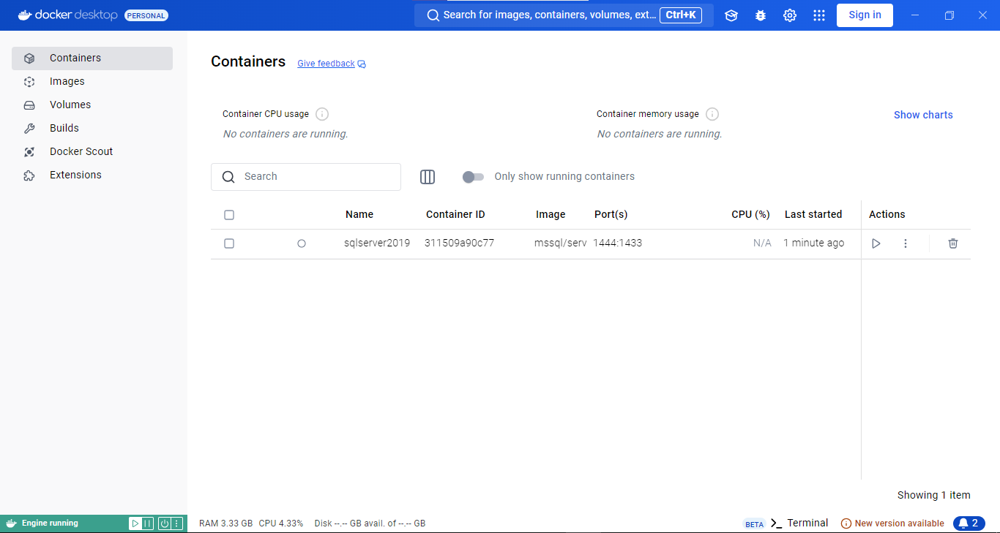 docker desktop PERSONAL
Search for images, containers, volumes, ext... Ctrl+K
Sign in
Containers
Images
Volumes
Builds
Docker Scout
Extensions
Containers Give feedback
Container CPU usage
No containers are running.
Container memory usage
No containers are running.
Show charts
Search
Only show running containers
Name Container ID Image Port(s) CPU (%) Last started Actions
sqlserver2019 311509a90c77 mssql/serv 1444:1433 N/A 1 minute ago
Showing 1 item
Engine running
RAM 3.33 GB CPU 4.33% Disk --.-- GB avail. of --.-- GB
BETA >_ Terminal
New version available
2